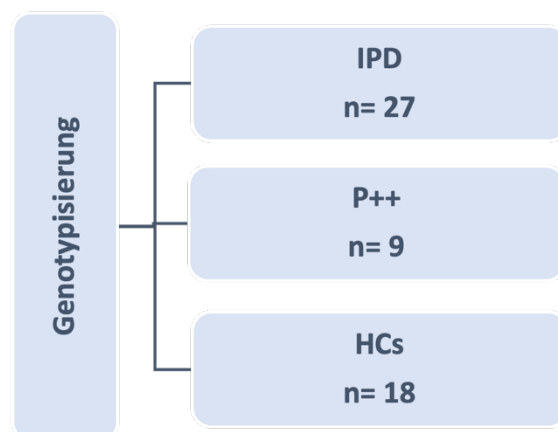 Genotypisierung
IPD
n= 27
P++
n= 9
HCs
n= 18